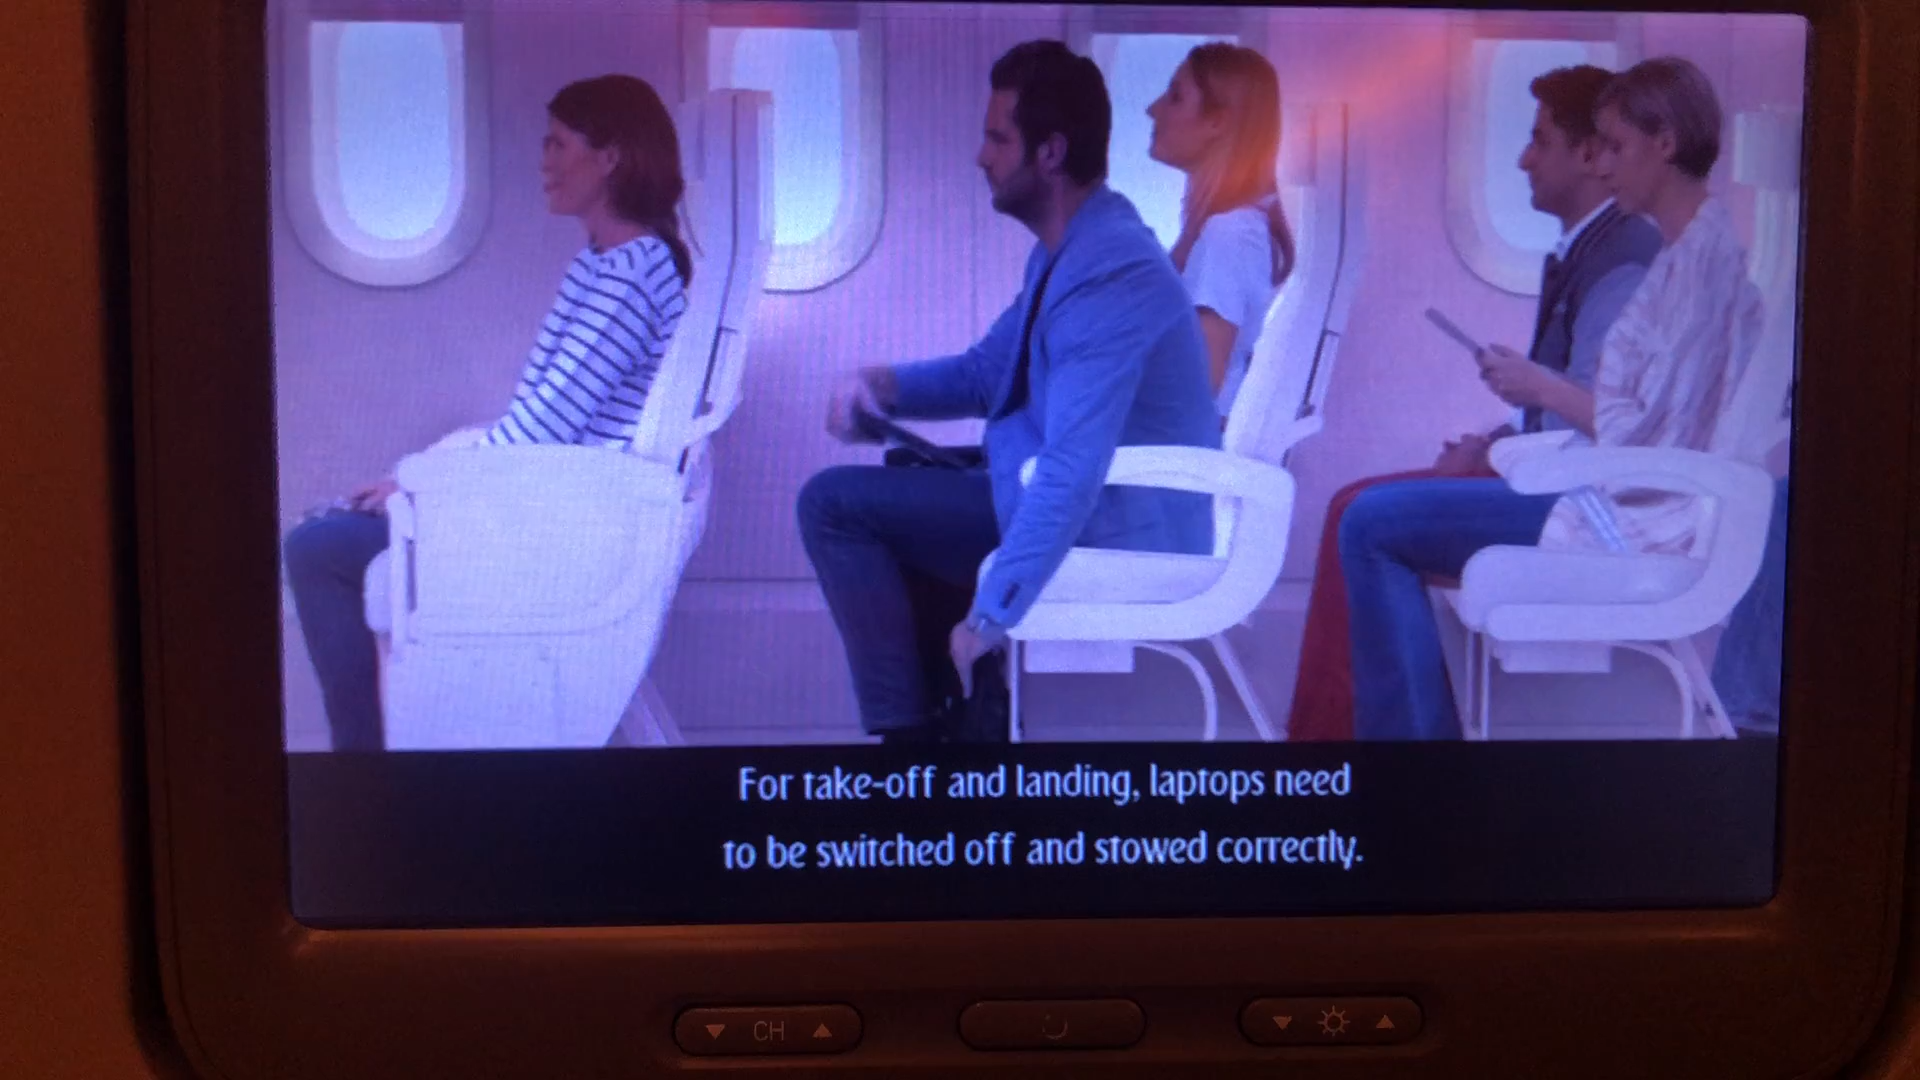 For take-off and landing, laptops need
to be switched off and stowed correctly.
CH